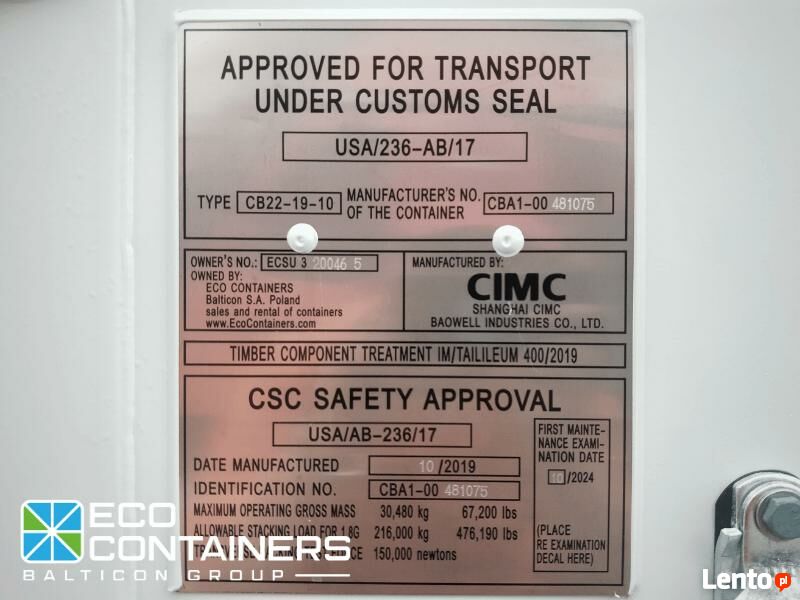 APPROVED FOR TRANSPORT
UNDER CUSTOMS SEAL
USA/236-AB/17
TYPE CB22-19-10
MANUFACTURER'S NO.
OF THE CONTAINER
CBA1-00 481075
OWNER'S NO.: ECSU 3 20046 5
OWNED BY:
ECO CONTAINERS
Balticon S.A. Poland
sales and rental of containers
www.EcoContainers.com
MANUFACTURED BY:
CIMC
SHANGHAI CIMC
BAOWELL INDUSTRIES CO., LTD.
TIMBER COMPONENT TREATMENT IM/TAILILEUM 400/2019
CSC SAFETY APPROVAL
USA/AB-236/17
DATE MANUFACTURED 10/2019
IDENTIFICATION NO. CBA1-00 481075
MAXIMUM OPERATING GROSS MASS 30,480 kg 67,200 lbs
ALLOWABLE STACKING LOAD FOR 1.8G 216,000 kg 476,190 lbs
150,000 newtons
FIRST MAINTE-
NANCE EXAMI-
NATION DATE
10/2024
(PLACE
RE EXAMINATION
DECAL HERE)
ECO
CONTAINERS
BALTICON GROUP
Lento.pl